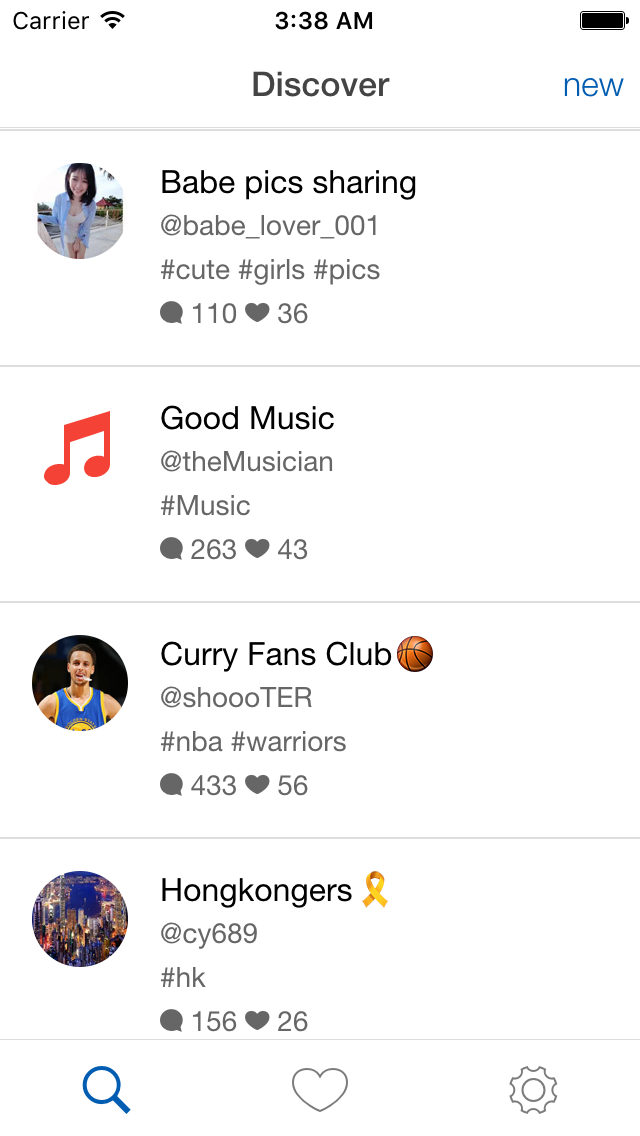 Carrier 3:38 AM
Discover new
Babe pics sharing
@babe_lover_001
#cute #girls #pics
110 36
Good Music
@theMusician
#Music
263 43
Curry Fans Club🏀
@shoooTER
#nba #warriors
433 56
Hongkongers 🎗
@cy689
#hk
156 26